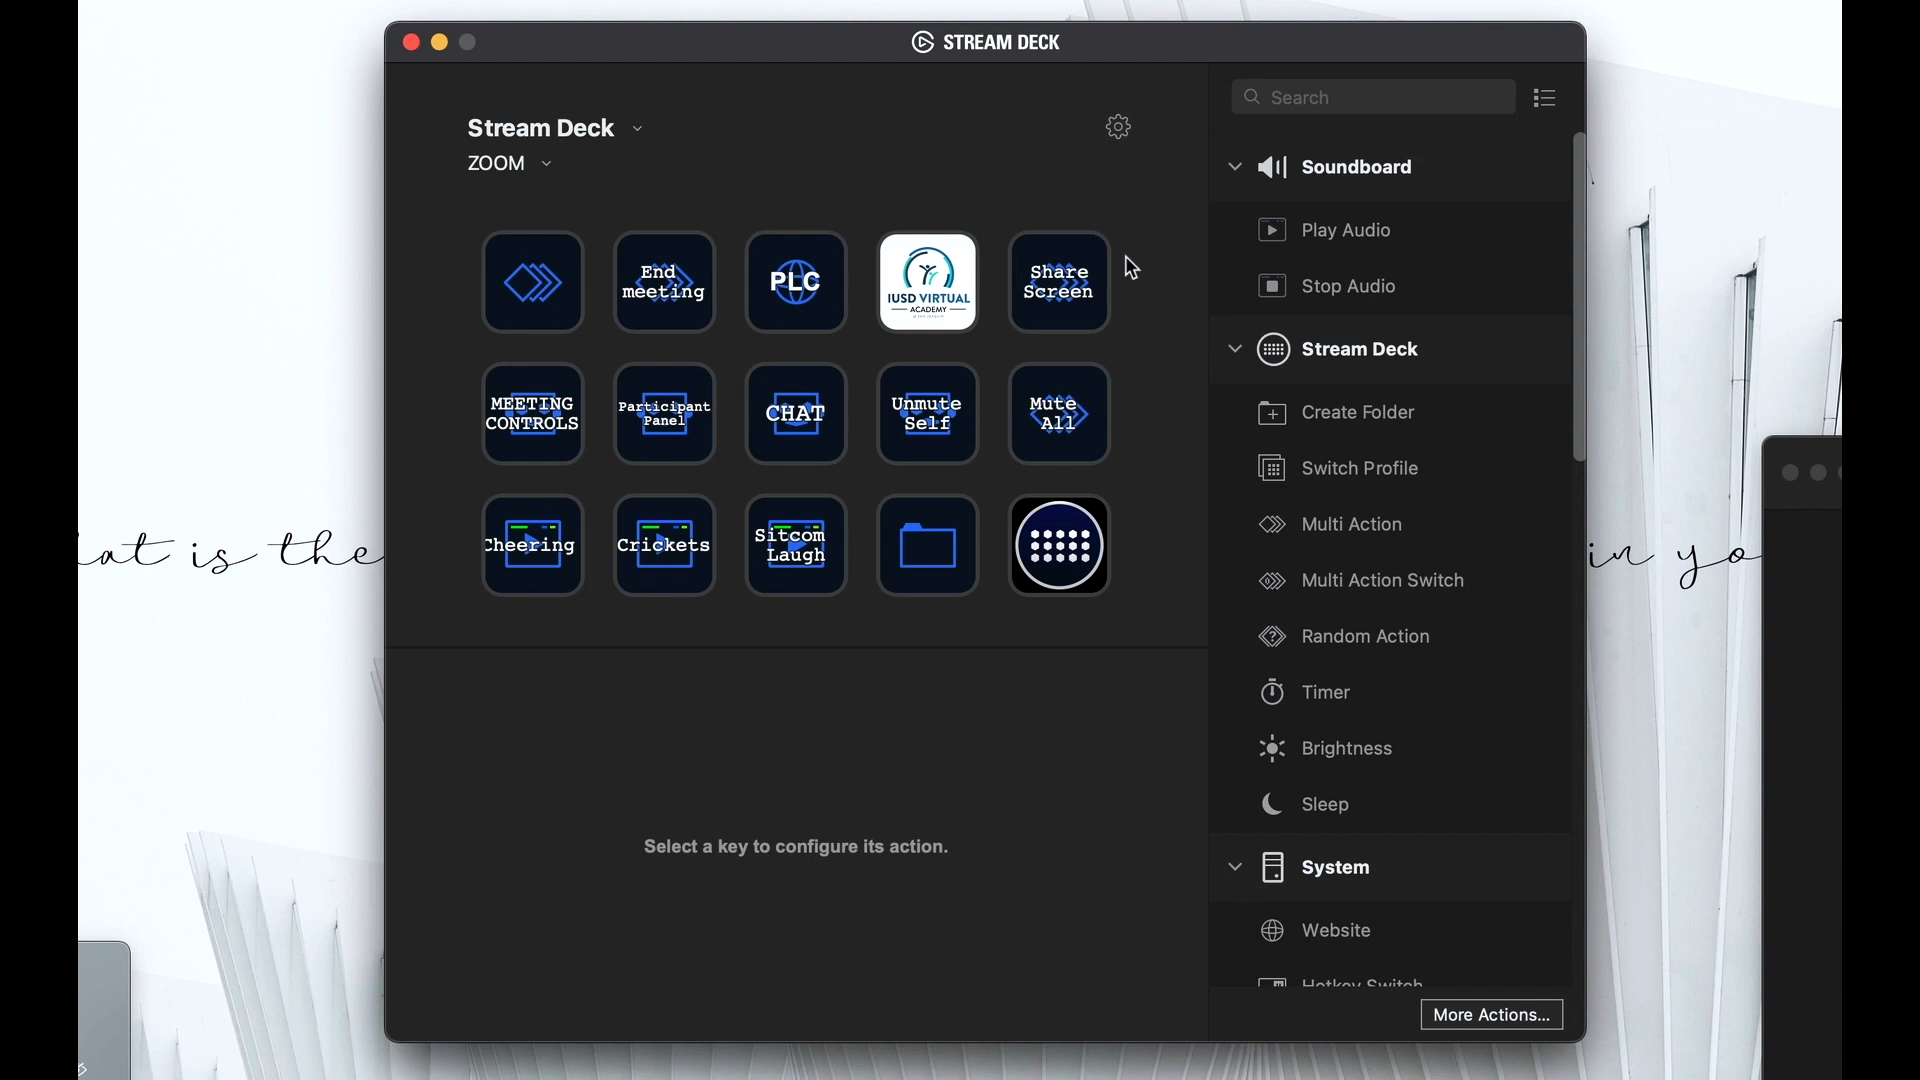 STREAM DECK
Stream Deck
ZOOM
Search
End
meeting
PLC
IUSD VIRTUAL
ACADEMY
Share
Screen
MEETING
CONTROLS
Participant
Panel
CHAT
Unmute
Self
Mute
All
Cheering
Crickets
Sitcom
Laugh
Soundboard
Play Audio
Stop Audio
Stream Deck
Create Folder
Switch Profile
Multi Action
Multi Action Switch
Random Action
Timer
Brightness
Sleep
System
Website
Hotkey Switch
More Actions...
Select a key to configure its action.
is the
in yo